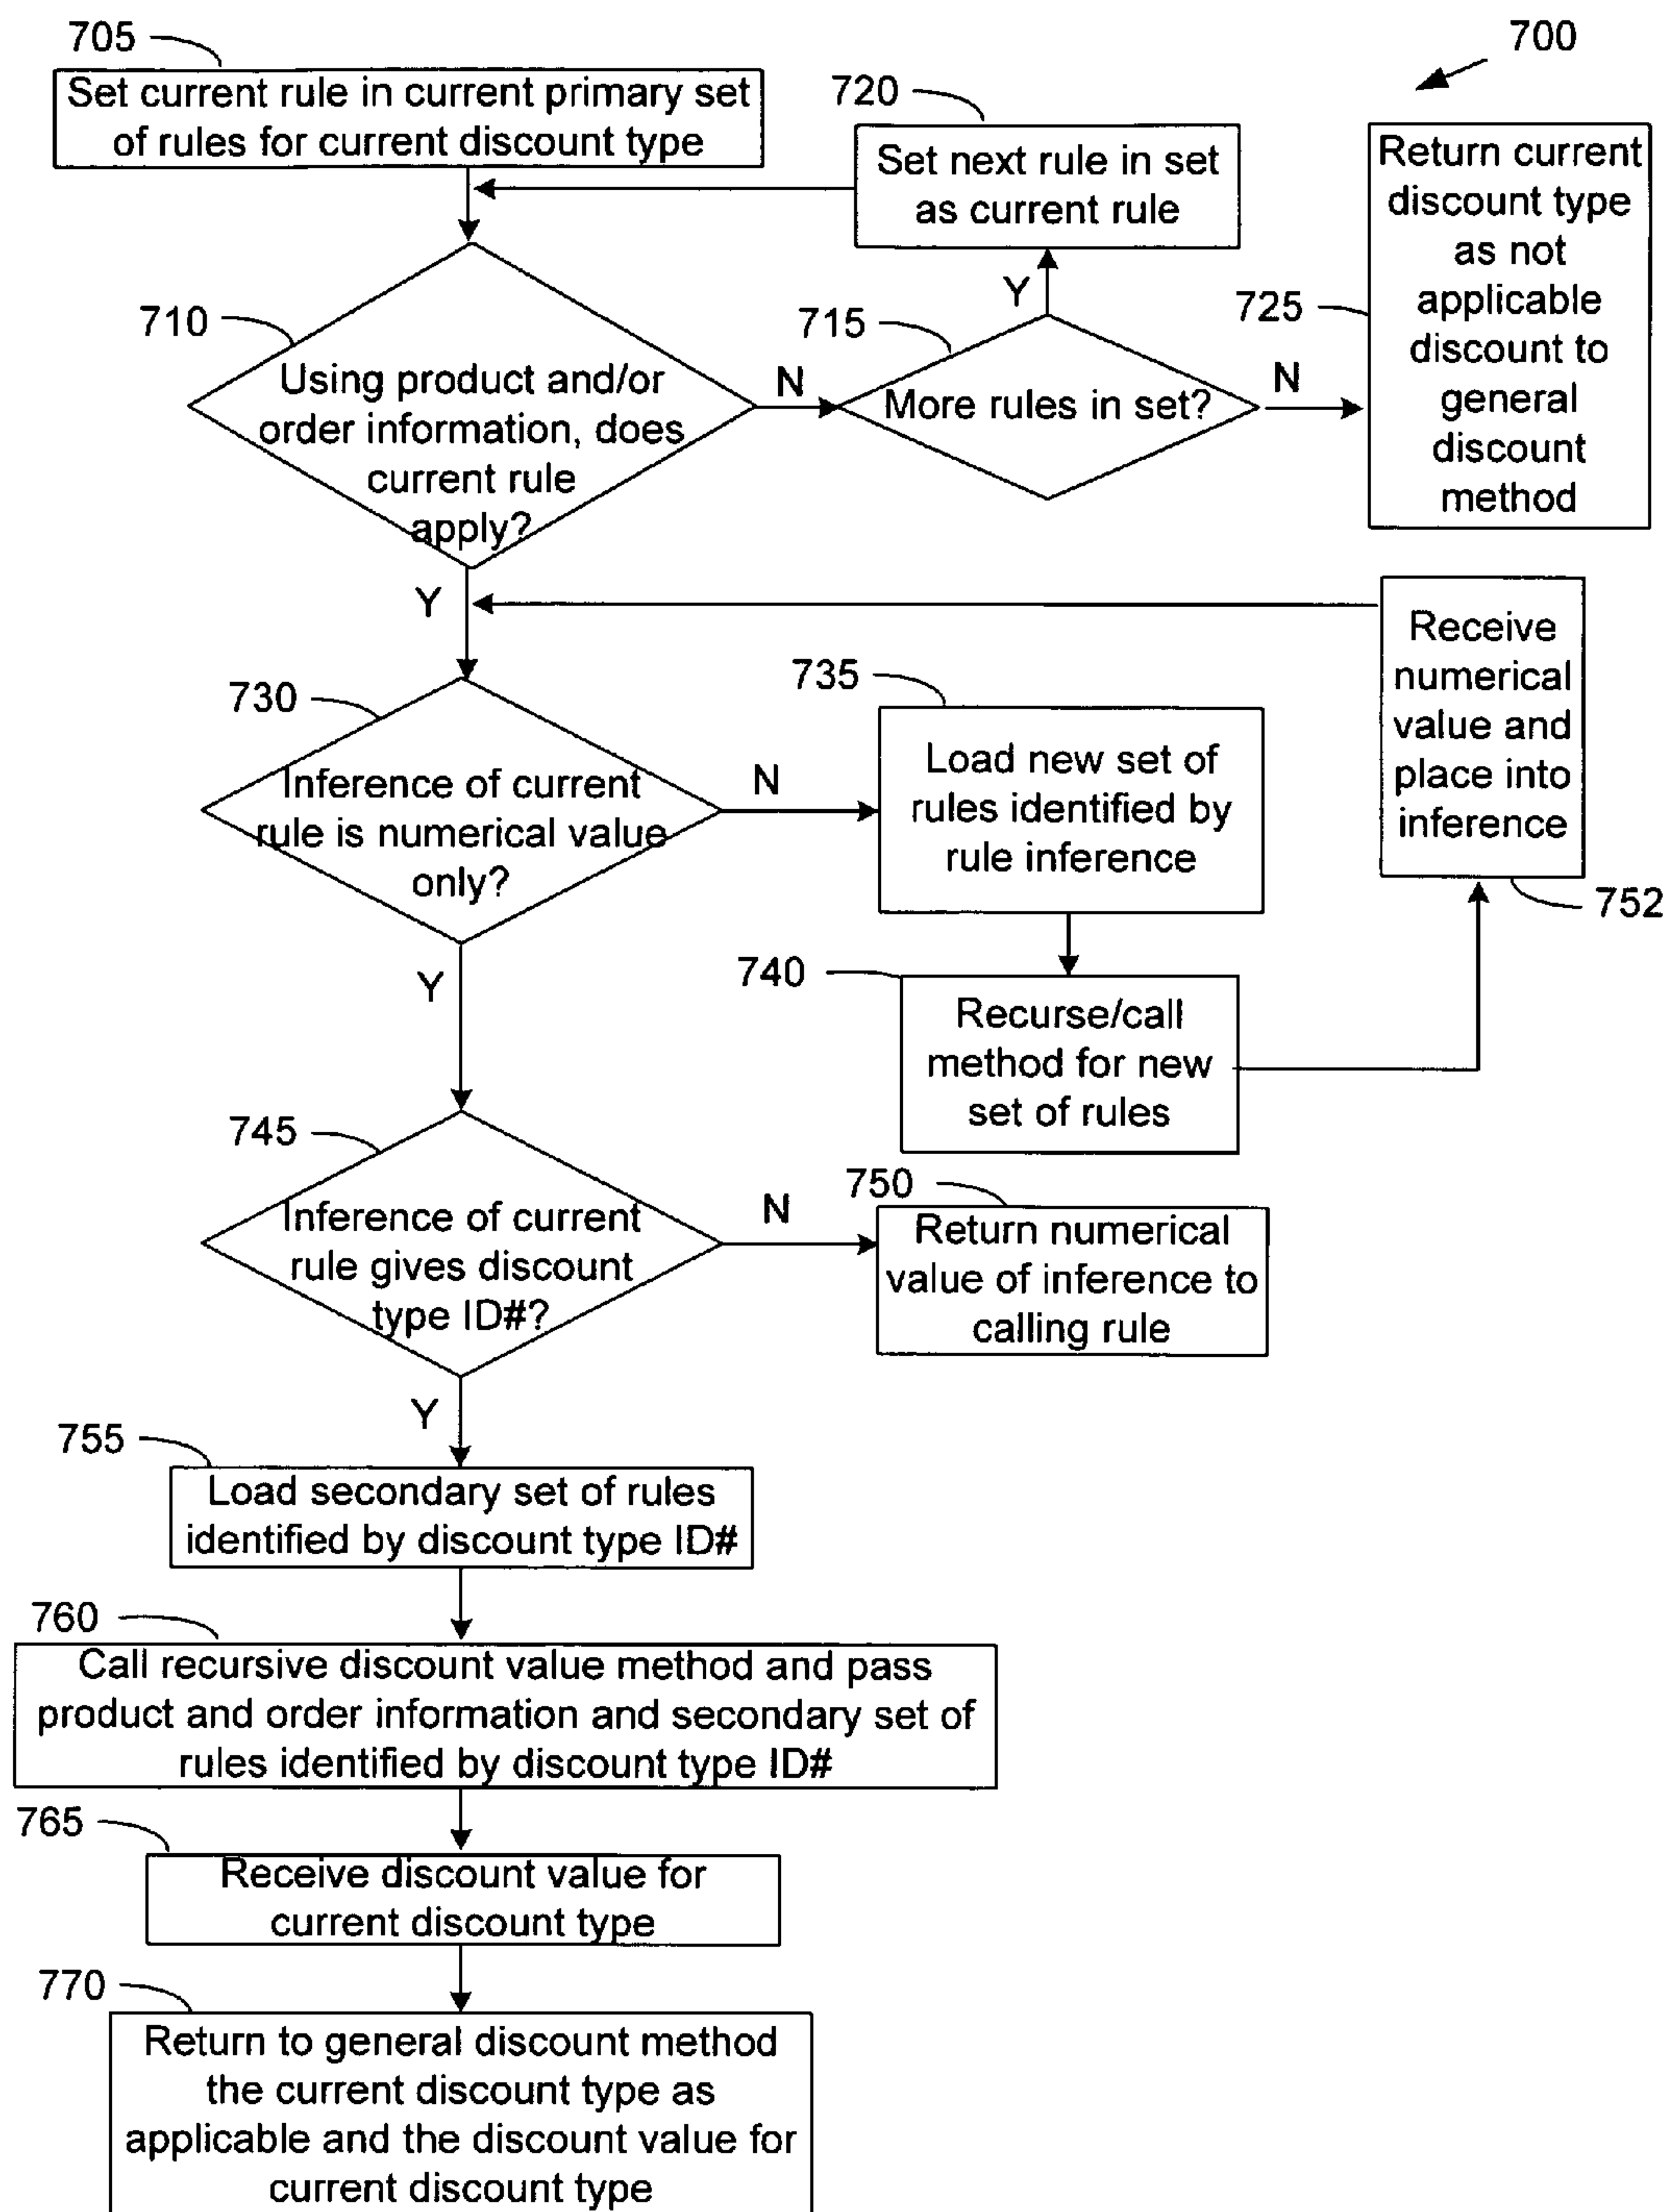 705
700
Set current rule in current primary set
of rules for current discount type
720
Set next rule in set
as current rule
Return current
discount type
as not
applicable
discount to
general
discount
method
725
710
Using product and/or
order information, does
current rule
apply?
N
715
More rules in set?
Y
N
Y
Receive
numerical
value and
place into
inference
752
730
Inference of current
rule is numerical value
only?
N
735
Load new set of
rules identified by
rule inference
740
Recurse/call
method for new
set of rules
Y
745
Inference of current
rule gives discount
type ID#?
N
750
Return numerical
value of inference to
calling rule
Y
755
Load secondary set of rules
identified by discount type ID#
760
Call recursive discount value method and pass
product and order information and secondary set of
rules identified by discount type ID#
765
Receive discount value for
current discount type
770
Return to general discount method
the current discount type as
applicable and the discount value for
current discount type